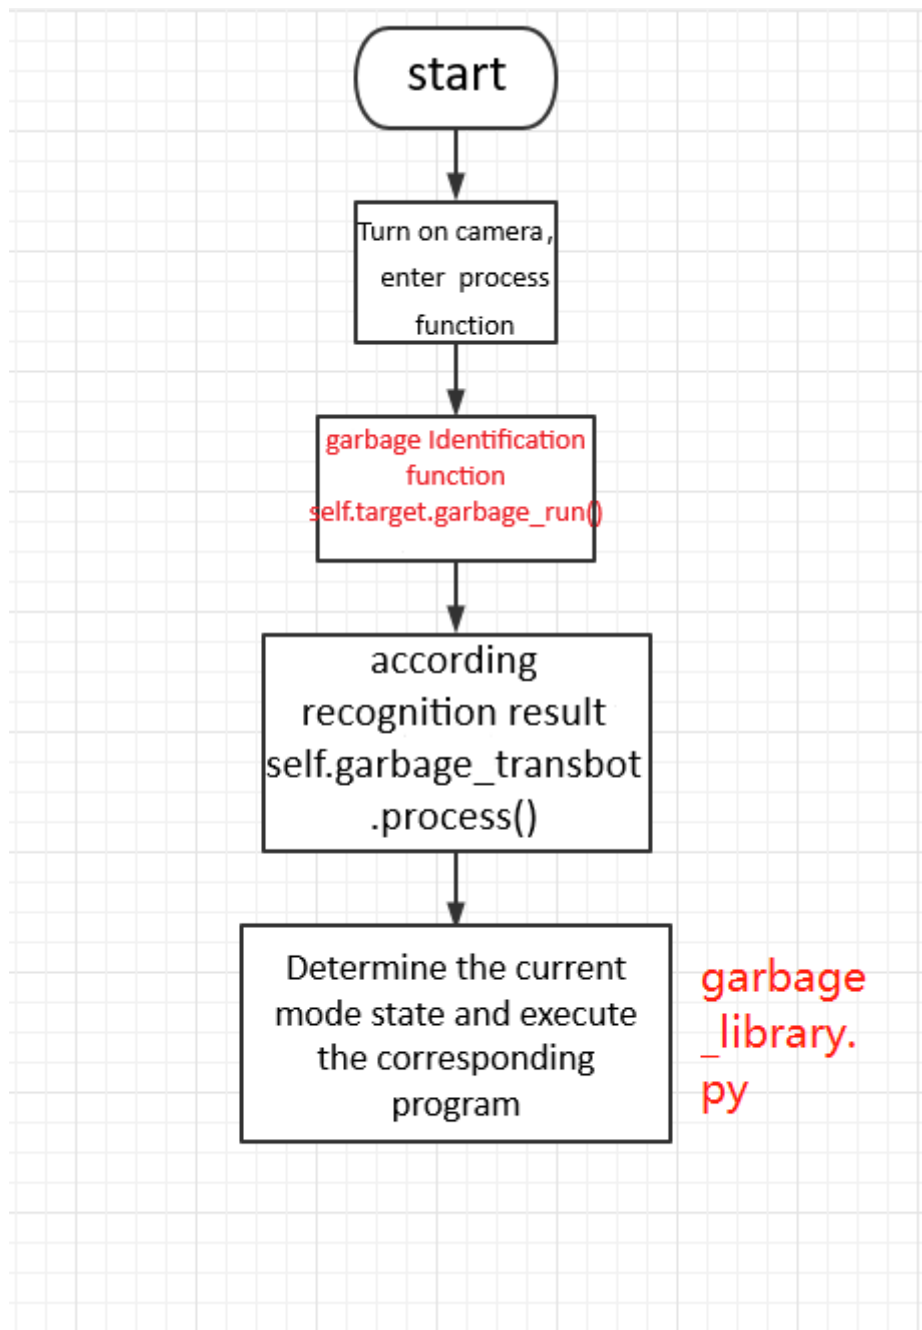 start
Turn on camera,
enter process
function
garbage Identification
function
self.target.garbage_run()
according
recognition result
self.garbage_transbot
.process()
Determine the current
mode state and execute
the corresponding
program
garbage
_library.
py